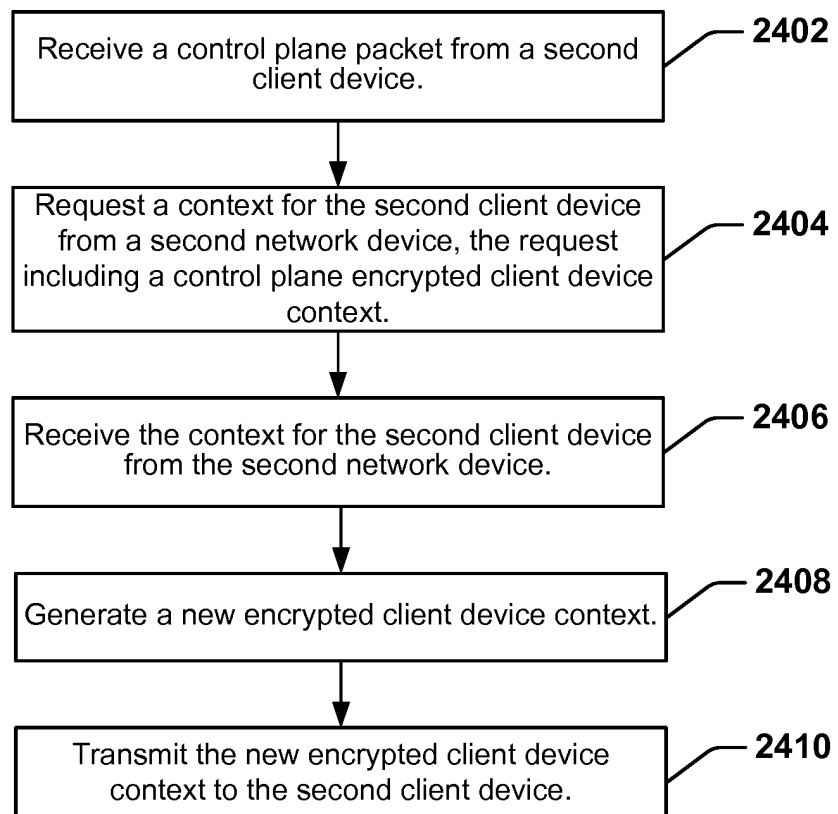 Receive a control plane packet from a second
client device.
2402
Request a context for the second client device
from a second network device, the request
including a control plane encrypted client device
context.
2404
Receive the context for the second client device
from the second network device.
2406
Generate a new encrypted client device context.
2408
Transmit the new encrypted client device
context to the second client device.
2410